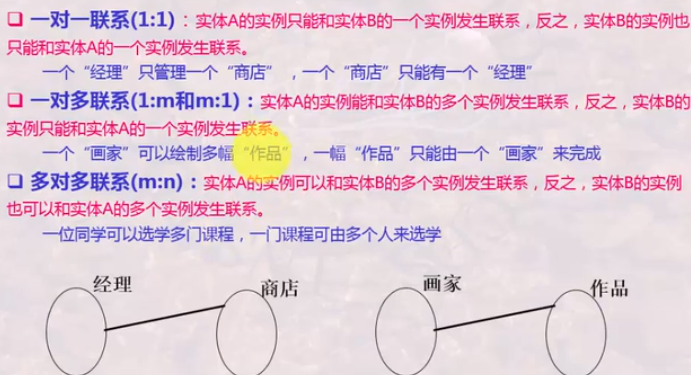 一对一联系(1:1)：实体A的实例只能和实体B的一个实例发生联系，反之，实体B的实例也
只能和实体A的一个实例发生联系。
一个“经理”只管理一个“商店”，一个“商店”只能有一个“经理”
一对多联系(1:m和m:1)：实体A的实例能和实体B的多个实例发生联系，反之，实体B的
实例只能和实体A的一个实例发生联系。
一个“画家”可以绘制多幅“作品”，一幅“作品”只能由一个“画家”来完成
多对多联系(m:n)：实体A的实例可以和实体B的多个实例发生联系，反之，实体B的实例
也可以和实体A的多个实例发生联系。
一位同学可以选学多门课程，一门课程可由多个人来选学
经理 商店 画家 作品